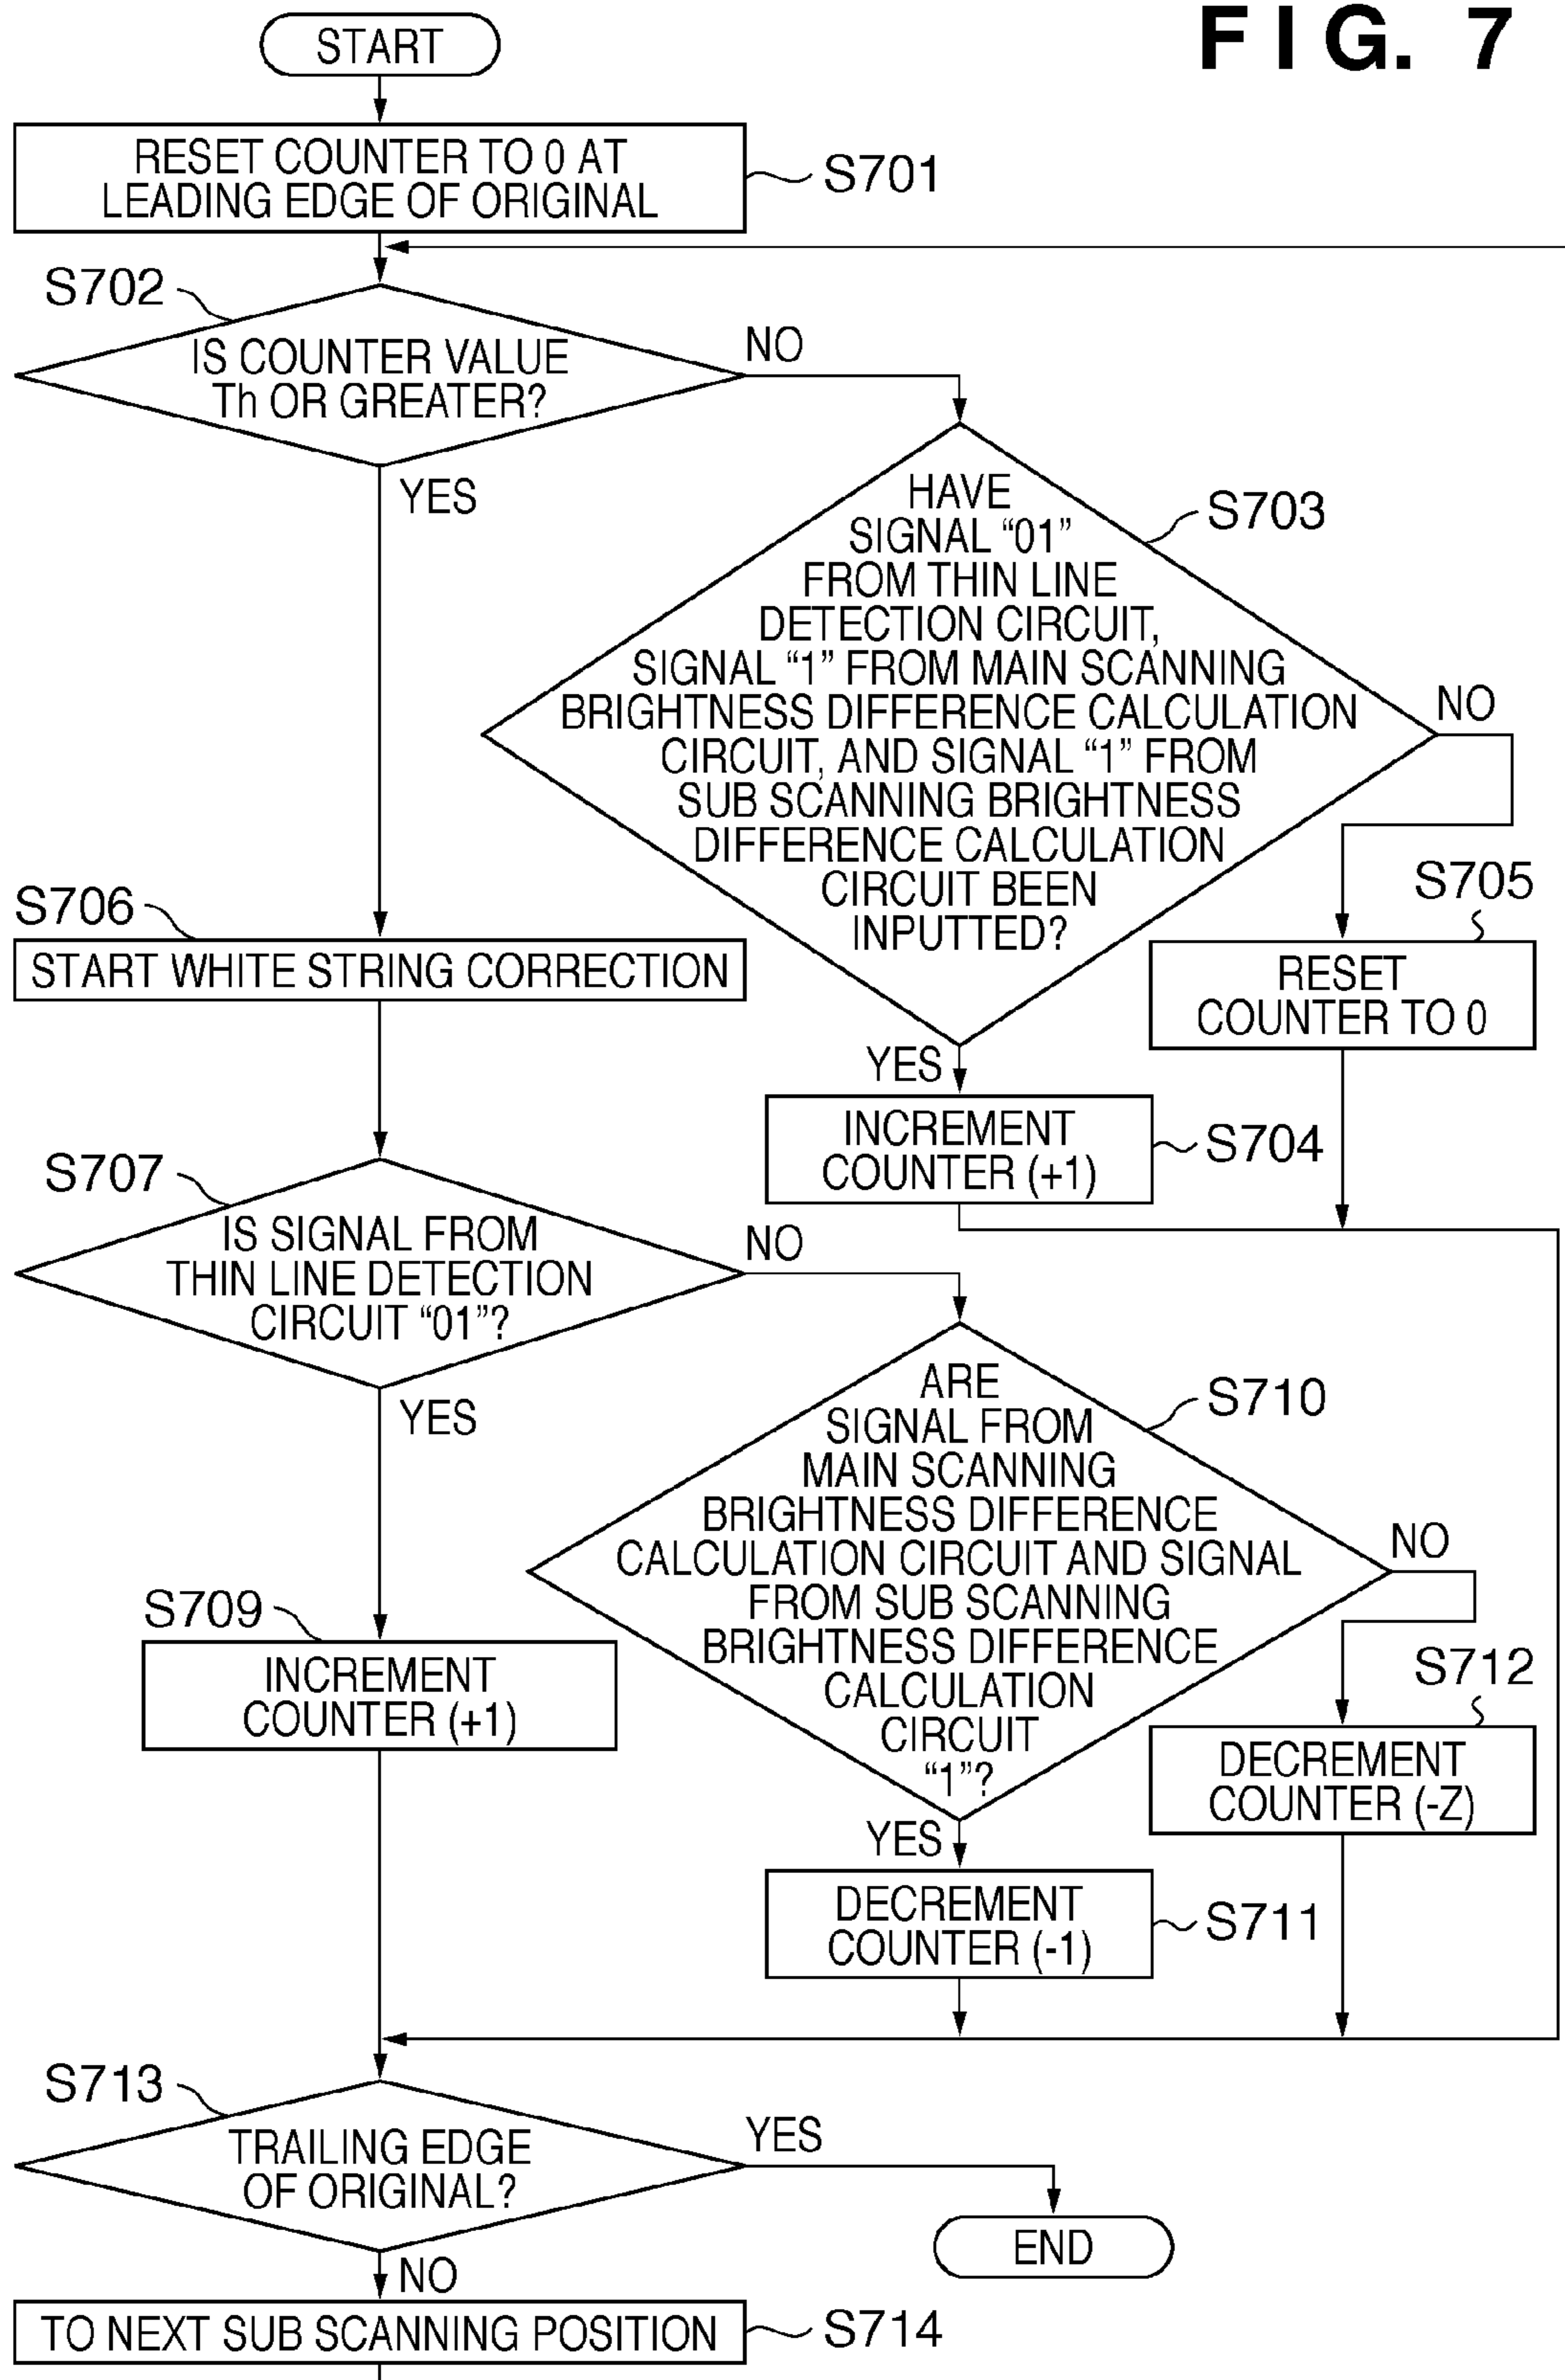 FIG. 7
START
RESET COUNTER TO 0 AT
LEADING EDGE OF ORIGINAL
S701
S702
IS COUNTER VALUE
Th OR GREATER?
NO
YES
HAVE
SIGNAL “01”
FROM THIN LINE
DETECTION CIRCUIT,
SIGNAL “1” FROM MAIN SCANNING
BRIGHTNESS DIFFERENCE CALCULATION
CIRCUIT, AND SIGNAL “1” FROM
SUB SCANNING BRIGHTNESS
DIFFERENCE CALCULATION
CIRCUIT BEEN
INPUTTED?
S703
NO
YES
S705
RESET
COUNTER TO 0
S706
START WHITE STRING CORRECTION
INCREMENT
COUNTER (+1)
S704
S707
IS SIGNAL FROM
THIN LINE DETECTION
CIRCUIT “01”?
NO
YES
ARE
SIGNAL FROM
MAIN SCANNING
BRIGHTNESS DIFFERENCE
CALCULATION CIRCUIT AND SIGNAL
FROM SUB SCANNING
BRIGHTNESS DIFFERENCE
CALCULATION
CIRCUIT
“1”?
S710
NO
YES
S709
INCREMENT
COUNTER (+1)
S712
DECREMENT
COUNTER (-Z)
DECREMENT
COUNTER (-1)
S711
S713
TRAILING EDGE
OF ORIGINAL?
YES
END
NO
TO NEXT SUB SCANNING POSITION
S714